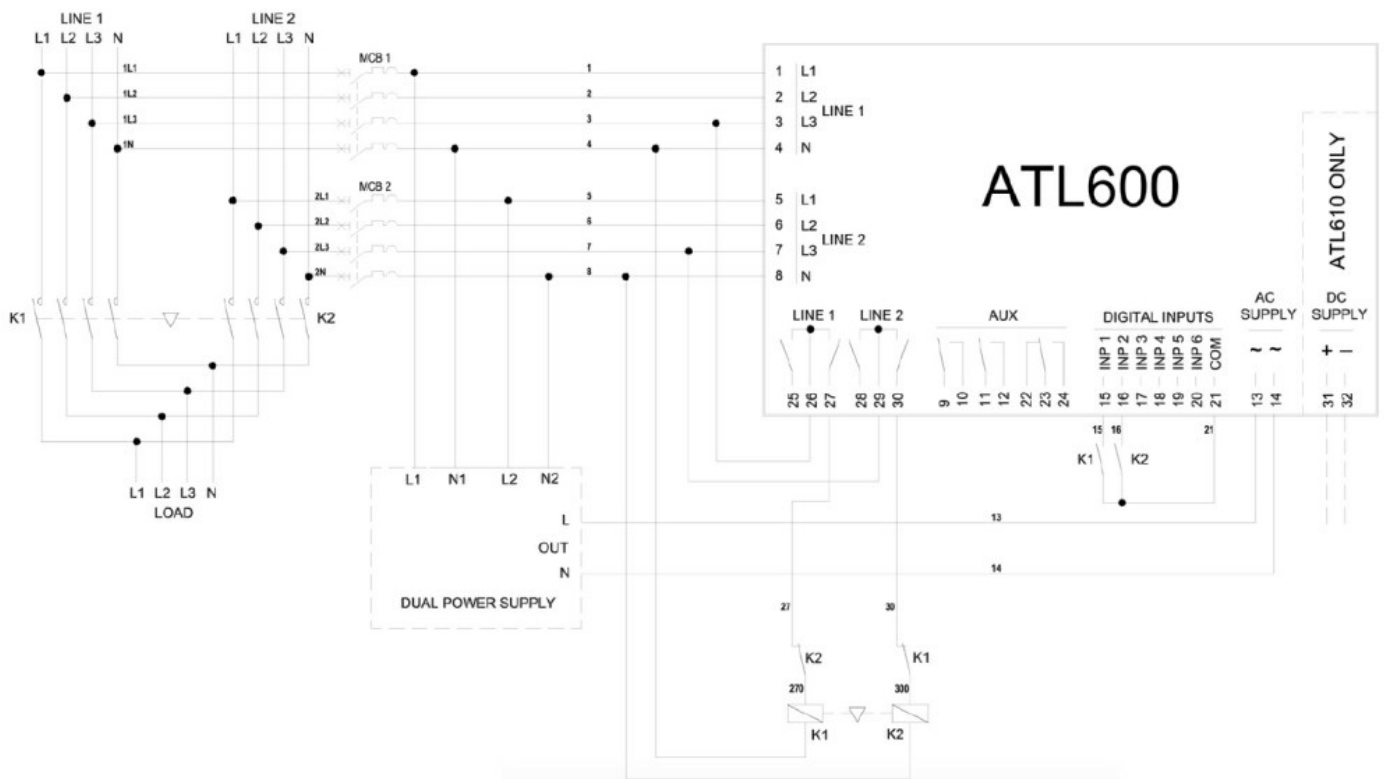 LINE 1 LINE 2
L1 L2 L3 N L1 L2 L3 N
MCB 1
1L1 1 1 L1
1L2 2 2 L2
LINE 1
1L3 3 3 L3
1N 4 4 N
ATL600
ATL610 ONLY
MCB 2
2L1 5 5 L1
2L2 6 6 L2
LINE 2
2L3 7 7 L3
2N 8 8 N
K1 K2
LINE 1 LINE 2 AUX DIGITAL INPUTS AC SUPPLY DC SUPPLY
INP 1 INP 2 INP 3 INP 4 INP 5 INP 6 COM ~ ~ + –
25 26 27 28 29 30 9 10 11 12 22 23 24 15 16 17 18 19 20 21 13 14 31 32
15 16 21
K1 K2
L1 N1 L2 N2
L1 L2 L3 N
LOAD
L 13
OUT
N 14
DUAL POWER SUPPLY
27 30
K2 K1
270 300
K1 K2